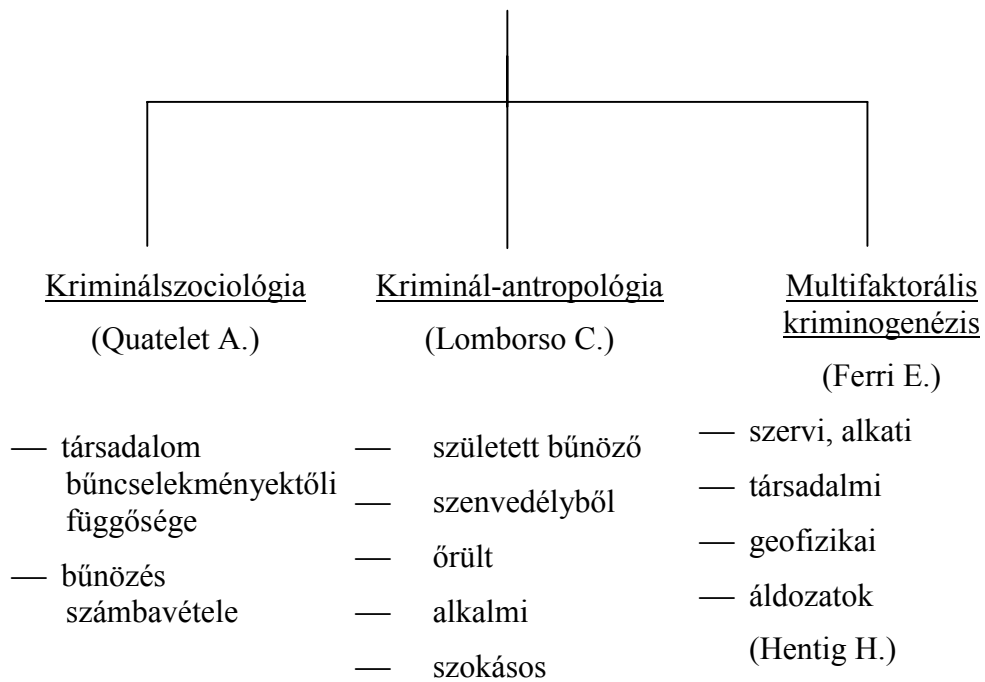 Kriminálszociológia
(Quatelet A.)
— társadalom
bűncselekményektőli
függősége
— bűnözés
számbavétele
Kriminál-antropológia
(Lomborso C.)
— született bűnöző
— szenvedélyből
— őrült
— alkalmi
— szokásos
Multifaktorális
kriminogenézis
(Ferri E.)
— szervi, alkati
— társadalmi
— geofizikai
— áldozatok
(Hentig H.)